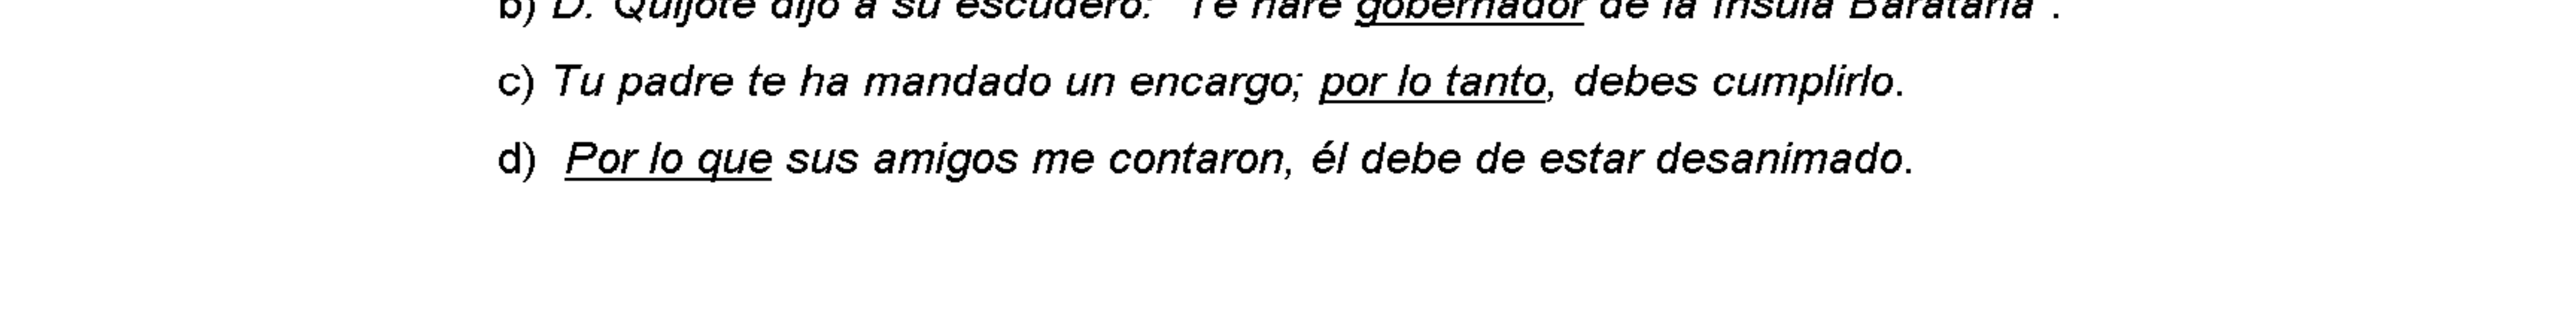 b) D. Quijote dijo a su escudero: "Te haré gobernador de la Ínsula Barataria".
c) Tu padre te ha mandado un encargo; por lo tanto, debes cumplirlo.
d) Por lo que sus amigos me contaron, él debe de estar desanimado.